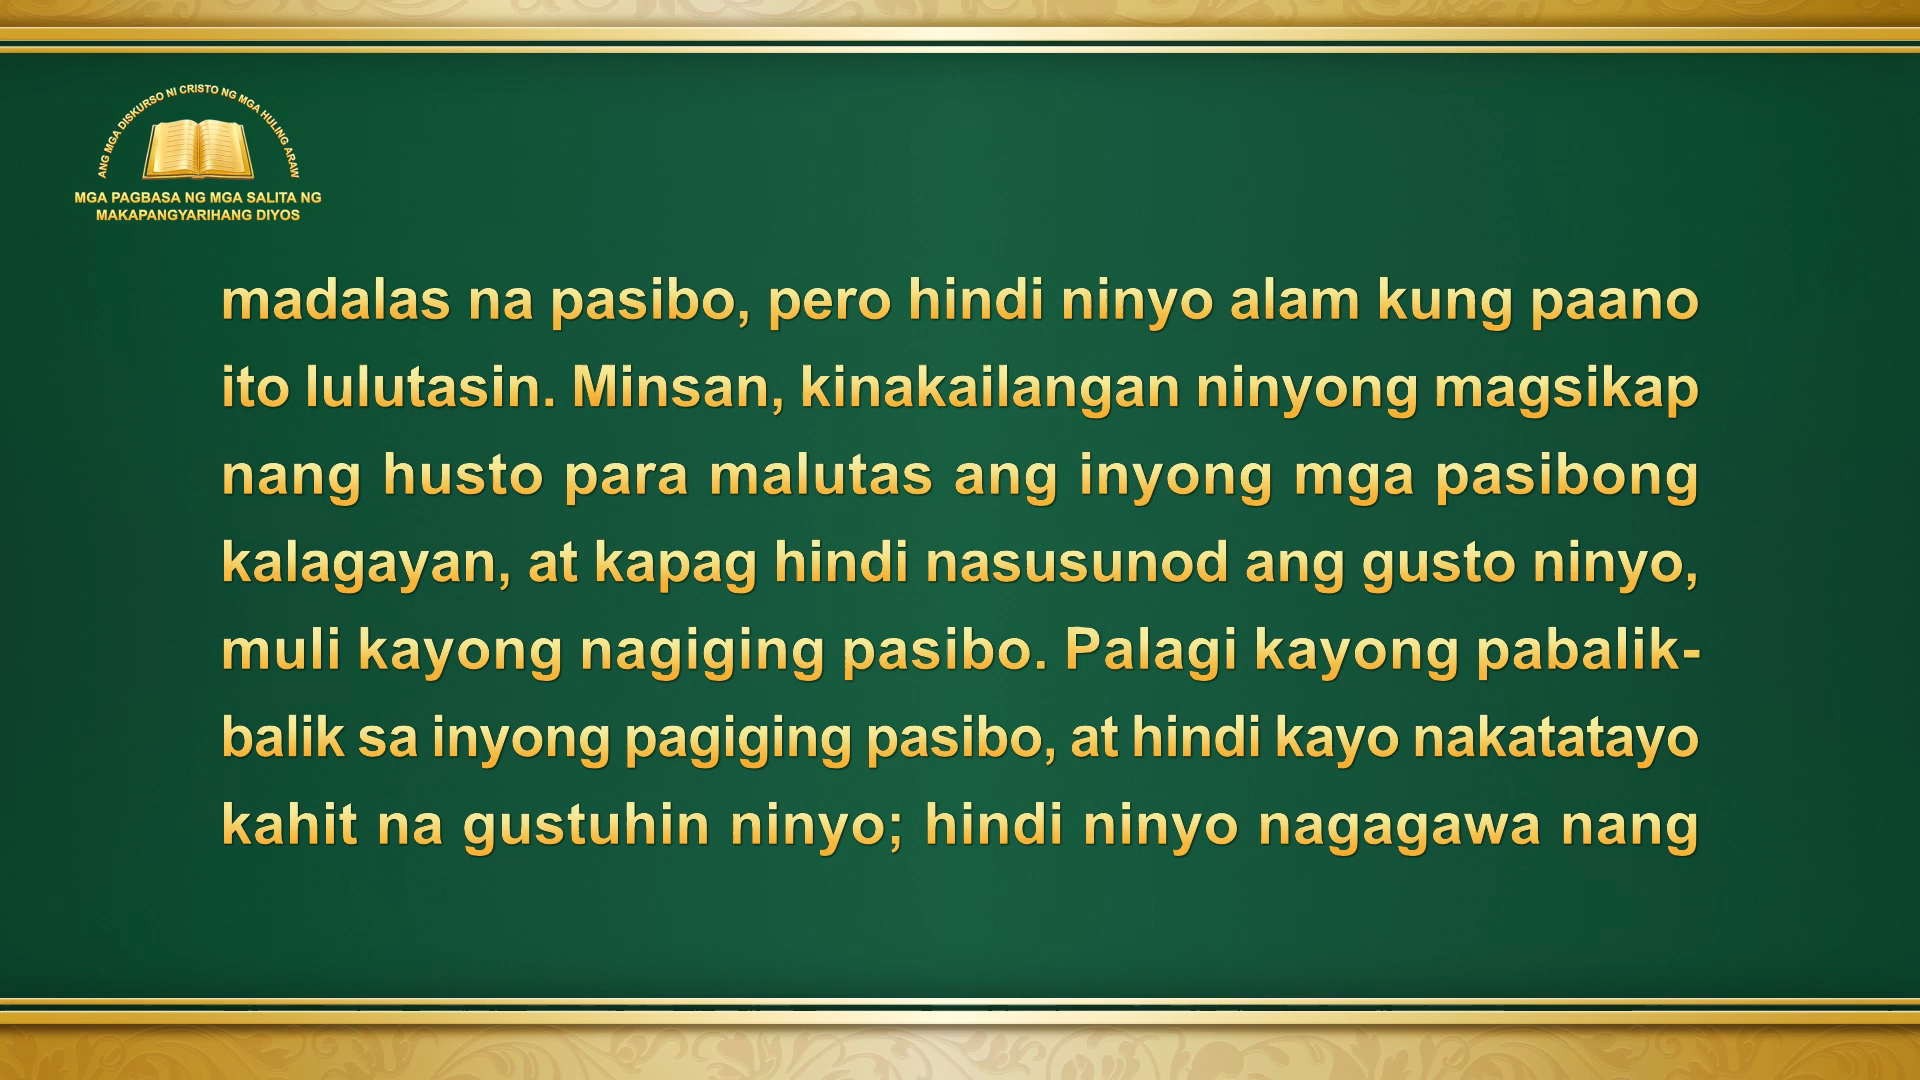 ANG MGA DISKURSO NI CRISTO NG MGA HULING ARAW
MGA PAGBASA NG MGA SALITA NG
MAKAPANGYARIHANG DIYOS
madalas na pasibo, pero hindi ninyo alam kung paano
ito lulutasin. Minsan, kinakailangan ninyong magsikap
nang husto para malutas ang inyong mga pasibong
kalagayan, at kapag hindi nasusunod ang gusto ninyo,
muli kayong nagiging pasibo. Palagi kayong pabalik-
balik sa inyong pagiging pasibo, at hindi kayo nakatatayo
kahit na gustuhin ninyo; hindi ninyo nagagawa nang